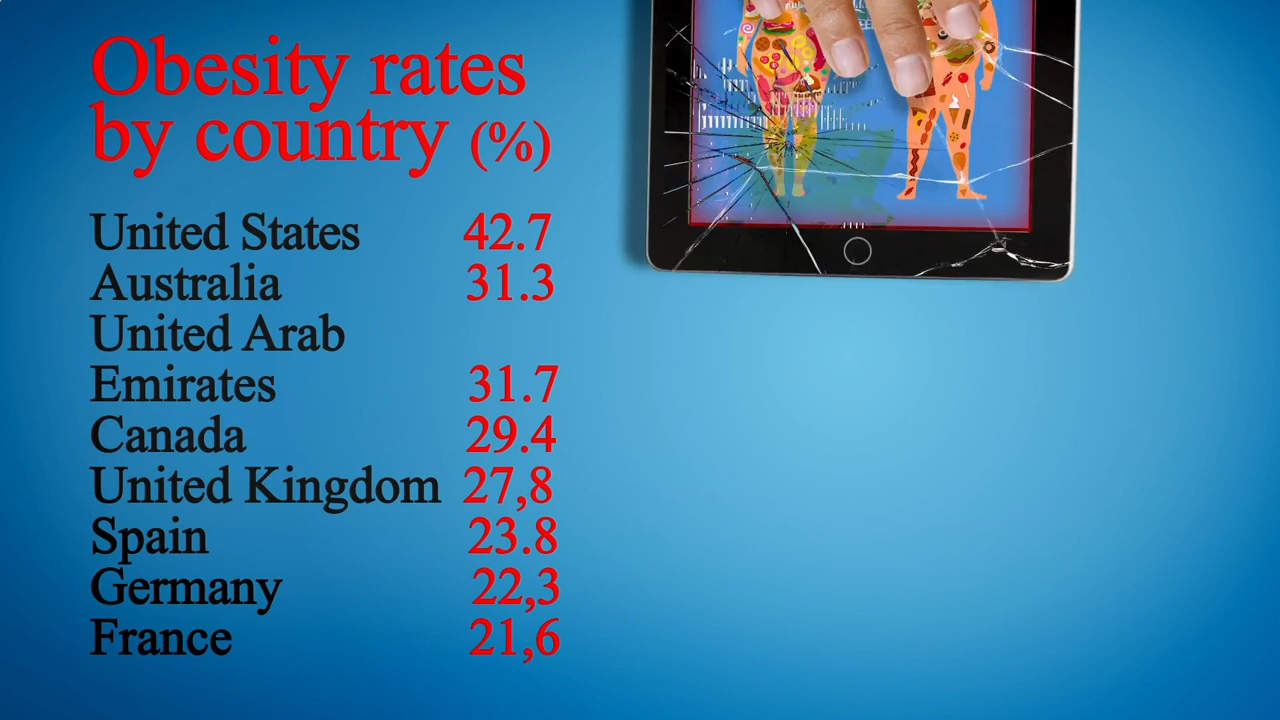 Obesity rates
by country (%)
United States 42.7
Australia 31.3
United Arab
Emirates 31.7
Canada 29.4
United Kingdom 27,8
Spain 23.8
Germany 22,3
France 21,6